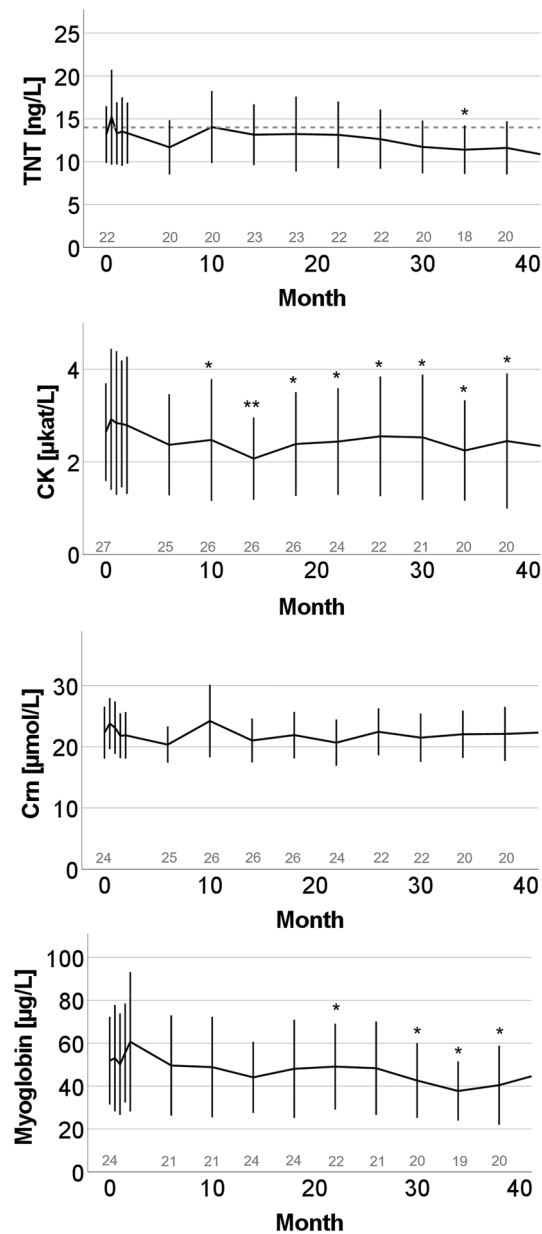 TNT [ng/L]
25
20
15
10
5
0
*
22 20 20 23 23 22 22 20 18 20
0 10 20 30 40
Month
CK [µkat/L]
4
2
0
* ** * * * * * *
27 25 26 26 26 24 22 21 20 20
0 10 20 30 40
Month
Crn [µmol/L]
30
20
10
0
24 25 26 26 26 24 22 22 20 20
0 10 20 30 40
Month
Myoglobin [µg/L]
100
80
60
40
20
0
* * * *
24 21 21 24 24 22 21 20 19 20
0 10 20 30 40
Month